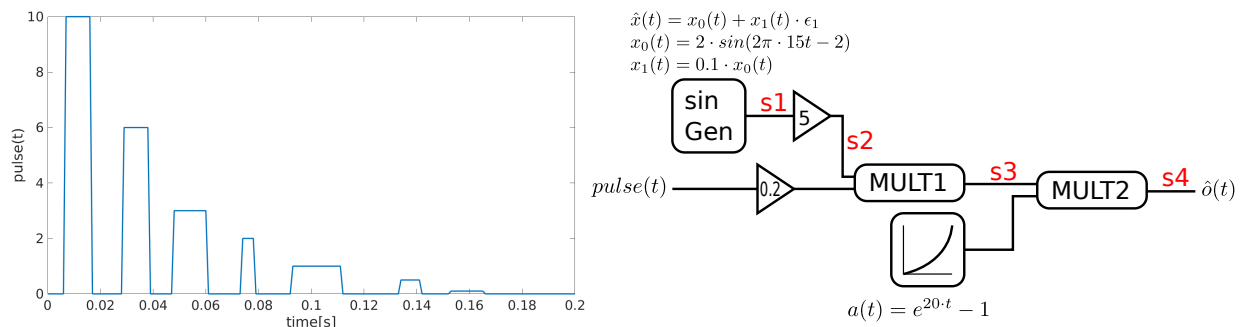 10
8
6
4
2
0
pulse(t)
0 0.02 0.04 0.06 0.08 0.1 0.12 0.14 0.16 0.18 0.2
time[s]
x̂(t) = x₀(t) + x₁(t) · ϵ₁
x₀(t) = 2 · sin(2π · 15t − 2)
x₁(t) = 0.1 · x₀(t)
sin
Gen
s1
5
s2
pulse(t)
0.2
MULT1
s3
MULT2
s4
ô(t)
a(t) = e^{20·t} − 1